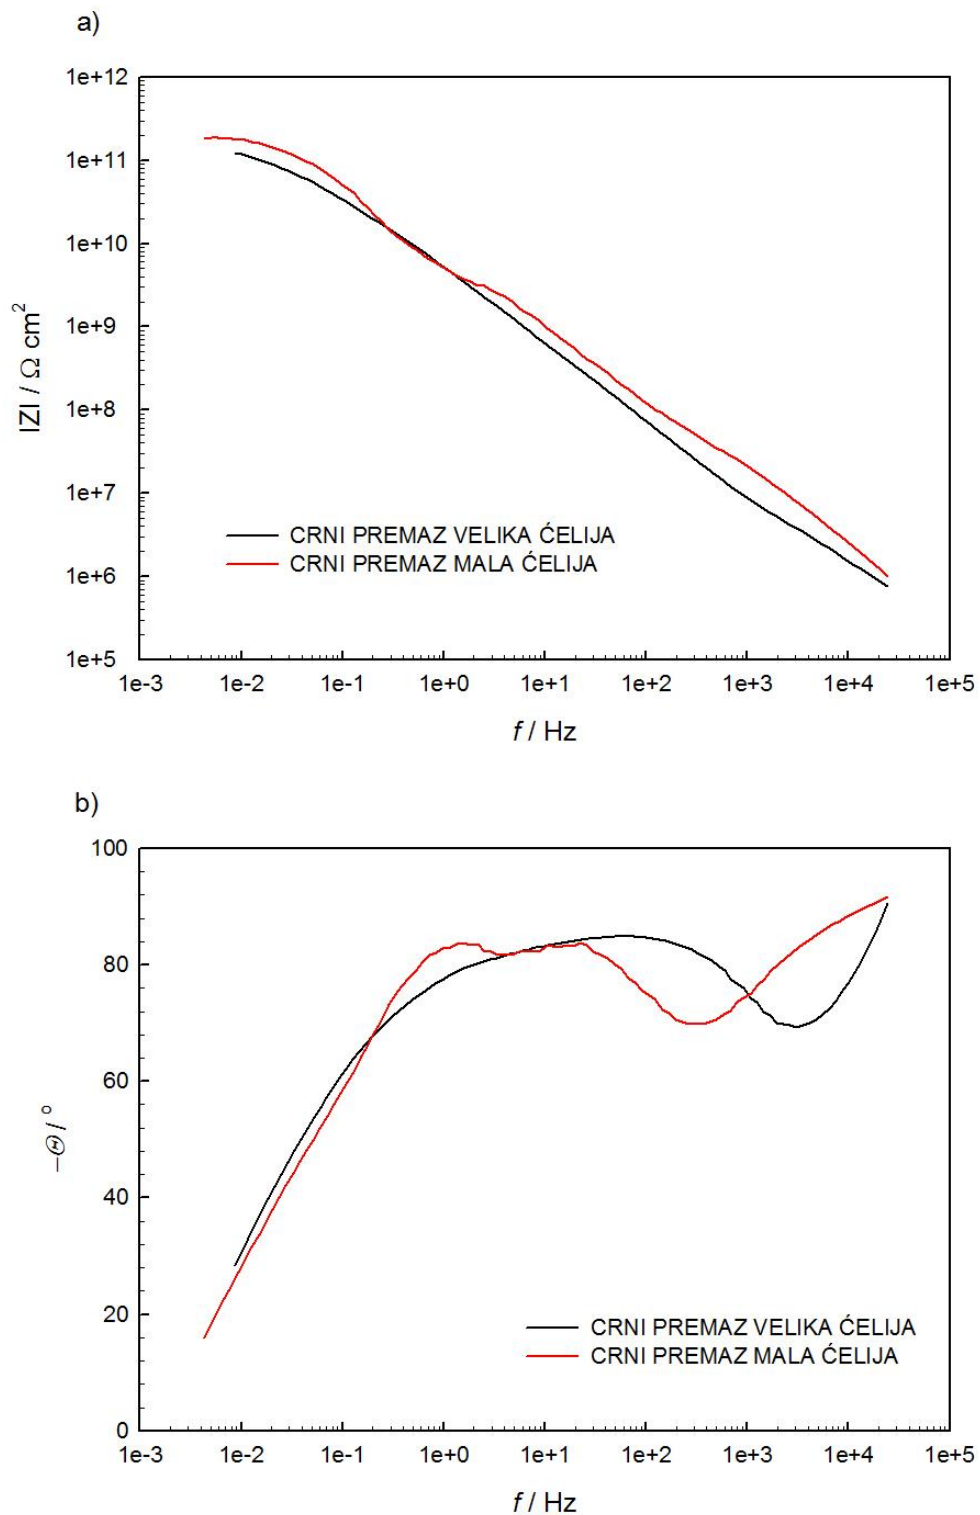 a)
1e+12
1e+11
1e+10
1e+9
1e+8
1e+7
1e+6
1e+5
|Z| / Ω cm²
CRNI PREMAZ VELIKA ĆELIJA
CRNI PREMAZ MALA ĆELIJA
1e-3 1e-2 1e-1 1e+0 1e+1 1e+2 1e+3 1e+4 1e+5
f / Hz
b)
100
80
60
40
20
0
−Θ / °
CRNI PREMAZ VELIKA ĆELIJA
CRNI PREMAZ MALA ĆELIJA
1e-3 1e-2 1e-1 1e+0 1e+1 1e+2 1e+3 1e+4 1e+5
f / Hz